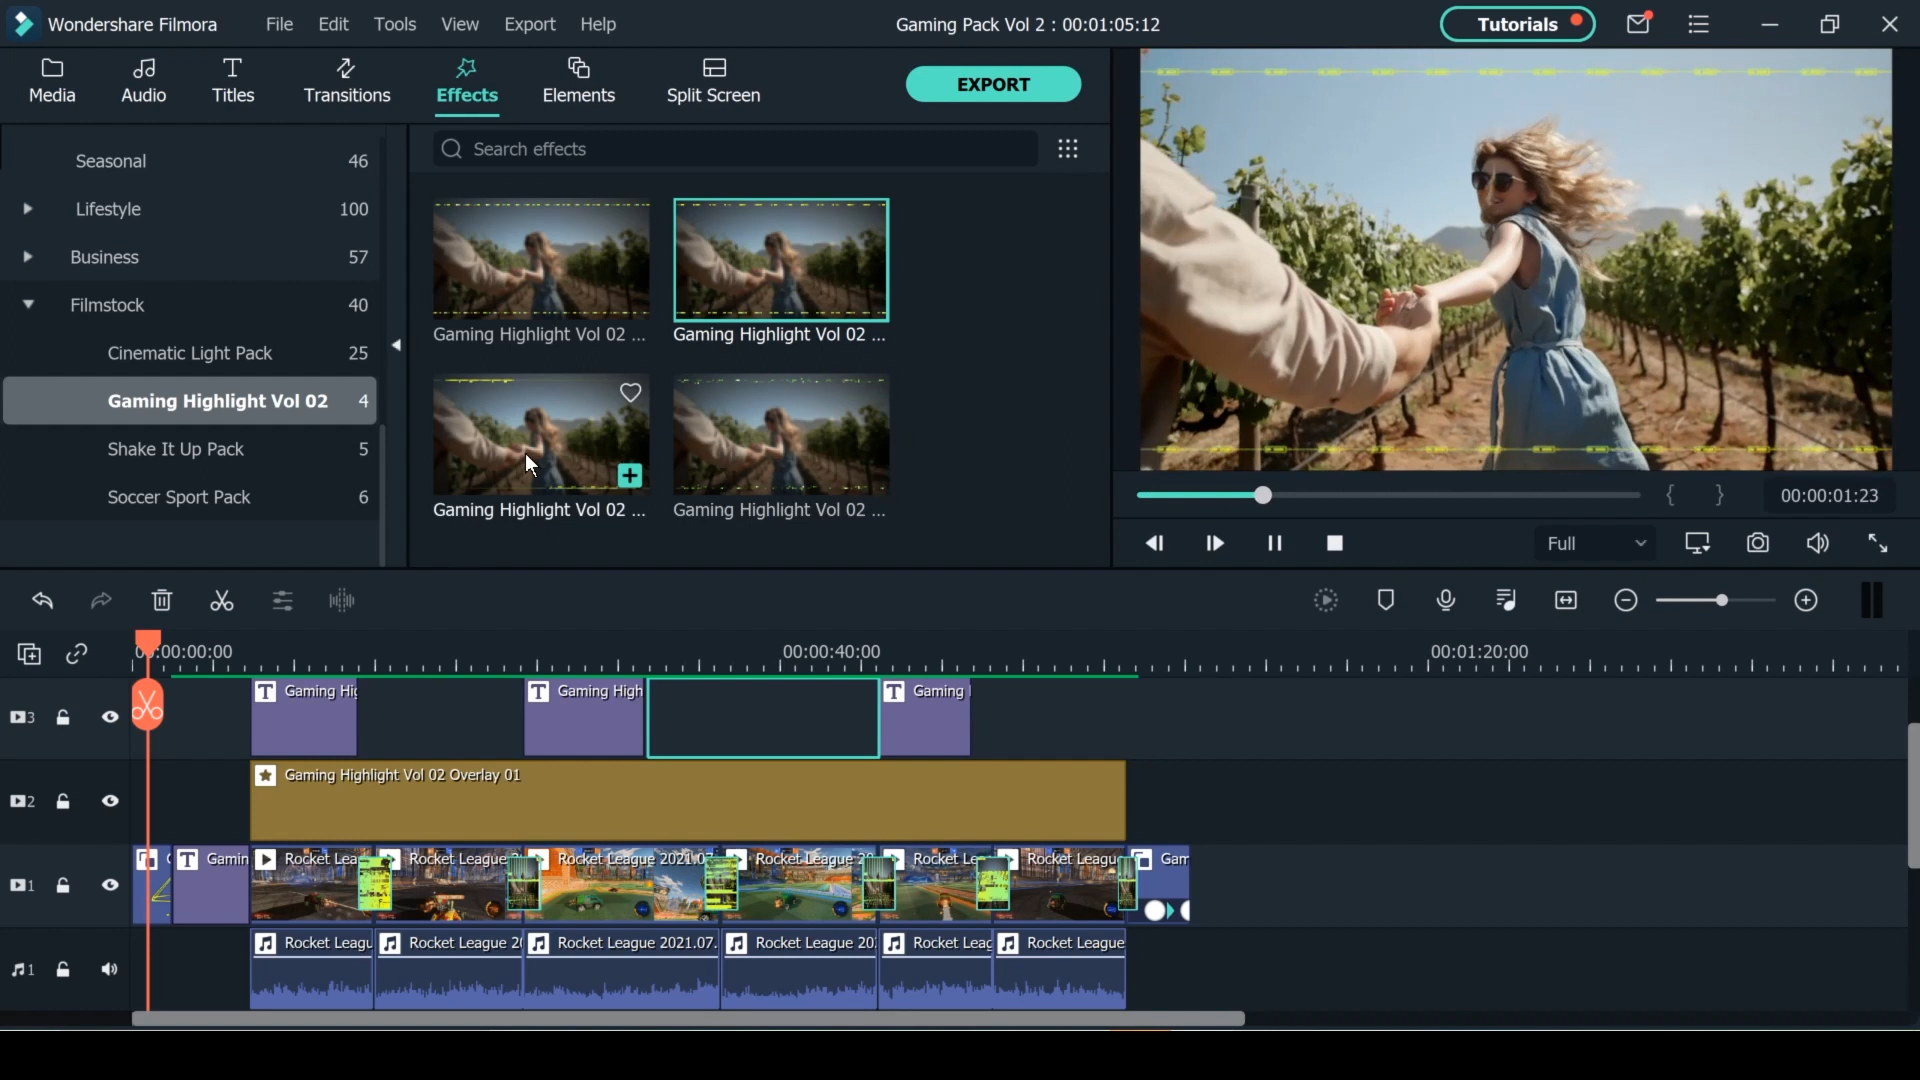 Wondershare Filmora File Edit Tools View Export Help Gaming Pack Vol 2 : 00:01:05:12 Tutorials
Media Audio Titles Transitions Effects Elements Split Screen EXPORT
Search effects
Seasonal 46
Lifestyle 100
Business 57
Filmstock 40
Cinematic Light Pack 25
Gaming Highlight Vol 02 4
Shake It Up Pack 5
Soccer Sport Pack 6
Gaming Highlight Vol 02 ... Gaming Highlight Vol 02 ...
Gaming Highlight Vol 02 ... Gaming Highlight Vol 02 ...
{ } 00:00:01:23
Full
00:00:00:00 00:00:40:00 00:01:20:00
3 T Gaming Hig T Gaming High T Gaming
2 Gaming Highlight Vol 02 Overlay 01
1 T Gamin Rocket Lea Rocket League Rocket League 2021.07 Rocket League 20 Rocket Le Rocket League Gam
1 Rocket Leagu Rocket League 20 Rocket League 2021.07. Rocket League 20 Rocket Leag Rocket League